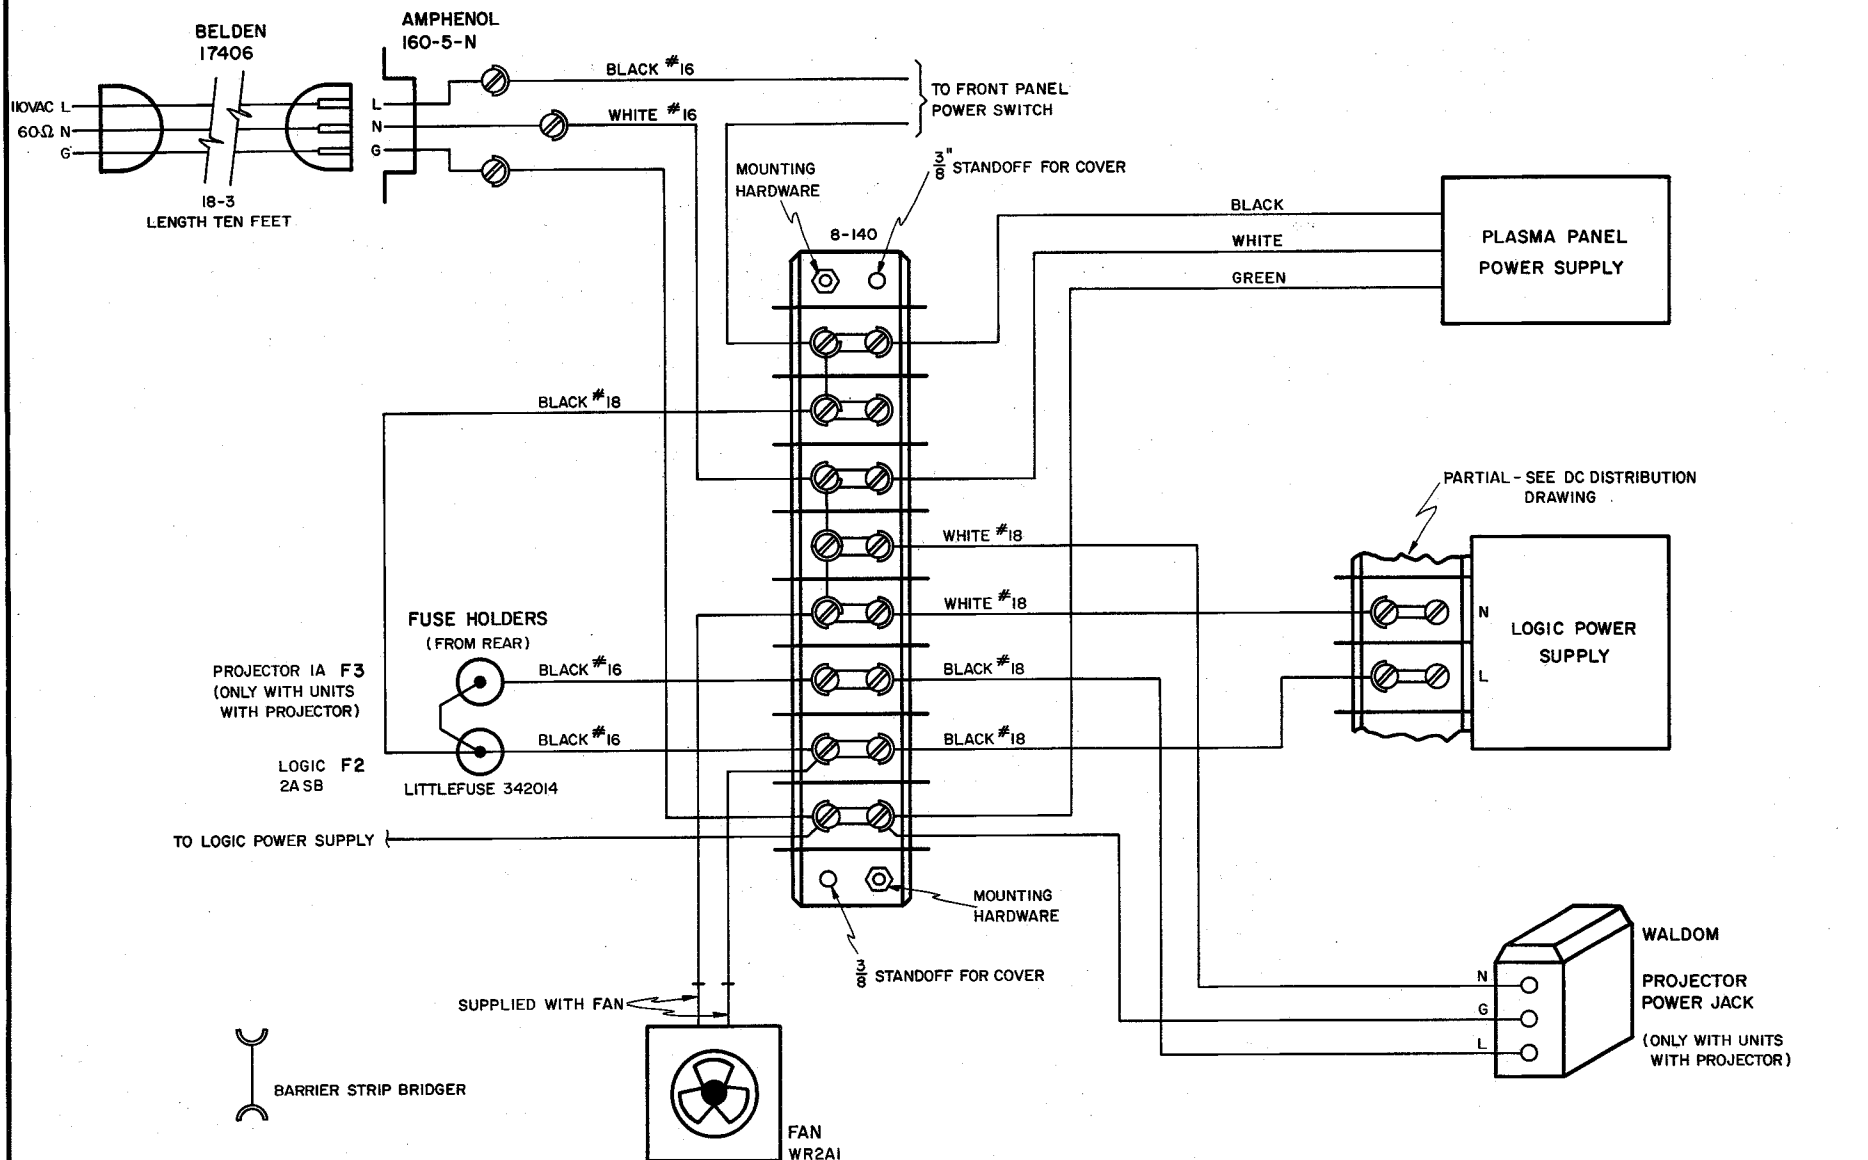 BELDEN
17406
AMPHENOL
160-5-N
110VAC L
60Ω N
G
18-3
LENGTH TEN FEET
L
N
G
BLACK #16
WHITE #16
TO FRONT PANEL
POWER SWITCH
MOUNTING
HARDWARE
3/8" STANDOFF FOR COVER
8-140
BLACK
WHITE
GREEN
PLASMA PANEL
POWER SUPPLY
BLACK #18
PARTIAL - SEE DC DISTRIBUTION
DRAWING
WHITE #18
WHITE #18
N
L
LOGIC POWER
SUPPLY
FUSE HOLDERS
(FROM REAR)
PROJECTOR 1A F3
(ONLY WITH UNITS
WITH PROJECTOR)
BLACK #16
BLACK #18
LOGIC F2
2A SB
BLACK #16
BLACK #18
LITTLEFUSE 342014
TO LOGIC POWER SUPPLY
MOUNTING
HARDWARE
3/8 STANDOFF FOR COVER
SUPPLIED WITH FAN
WALDOM
PROJECTOR
POWER JACK
(ONLY WITH UNITS
WITH PROJECTOR)
N
G
L
BARRIER STRIP BRIDGER
FAN
WR2A1